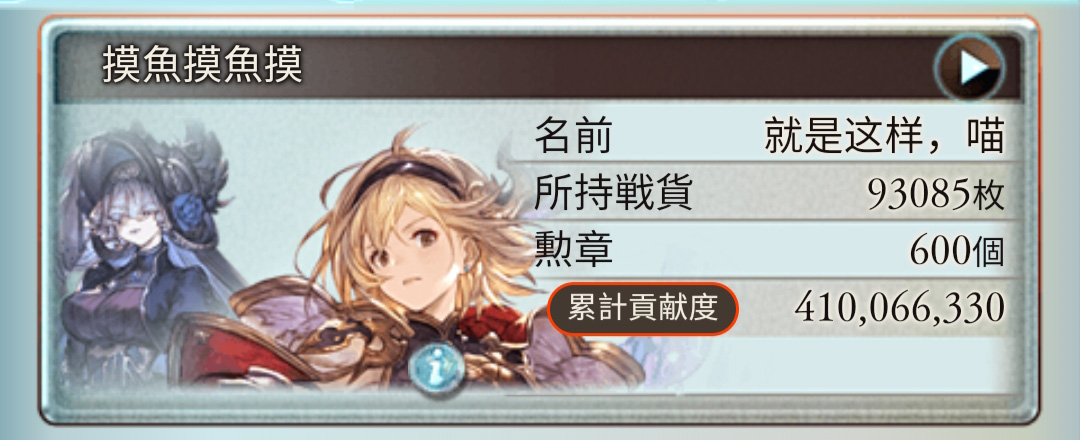 摸魚摸魚摸
名前 就是这样，喵
所持戦貨 93085枚
勲章 600個
累計貢献度 410,066,330